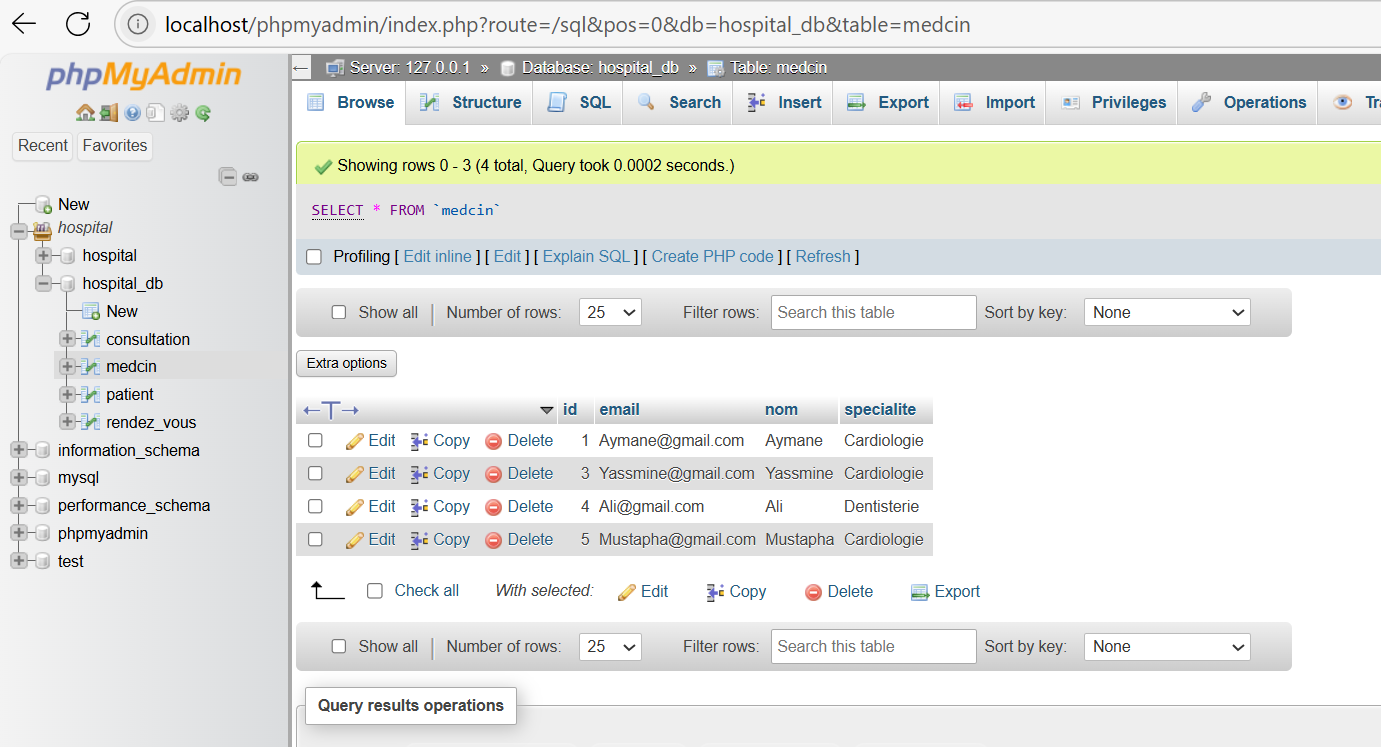 localhost/phpmyadmin/index.php?route=/sql&pos=0&db=hospital_db&table=medcin
phpMyAdmin
Recent Favorites
New
hospital
hospital
hospital_db
New
consultation
medcin
patient
rendez_vous
information_schema
mysql
performance_schema
phpmyadmin
test
Server: 127.0.0.1 » Database: hospital_db » Table: medcin
Browse Structure SQL Search Insert Export Import Privileges Operations Tra
Showing rows 0 - 3 (4 total, Query took 0.0002 seconds.)
SELECT * FROM `medcin`
Profiling [ Edit inline ] [ Edit ] [ Explain SQL ] [ Create PHP code ] [ Refresh ]
Show all | Number of rows: 25 Filter rows: Search this table Sort by key: None
Extra options
←T→ id email nom specialite
Edit Copy Delete 1 Aymane@gmail.com Aymane Cardiologie
Edit Copy Delete 3 Yassmine@gmail.com Yassmine Cardiologie
Edit Copy Delete 4 Ali@gmail.com Ali Dentisterie
Edit Copy Delete 5 Mustapha@gmail.com Mustapha Cardiologie
Check all With selected: Edit Copy Delete Export
Show all | Number of rows: 25 Filter rows: Search this table Sort by key: None
Query results operations